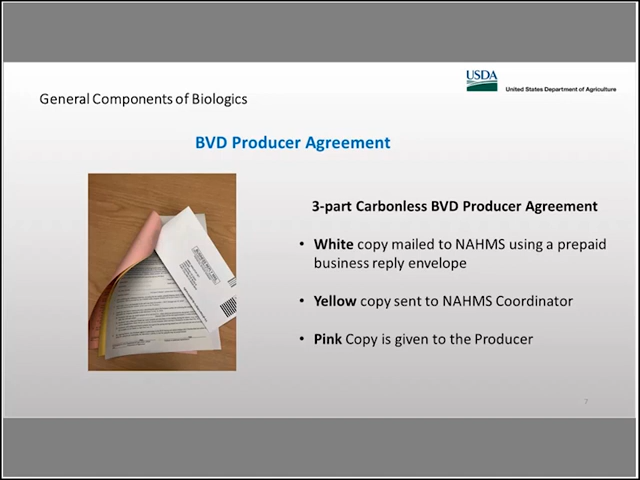 USDA
United States Department of Agriculture
General Components of Biologics
BVD Producer Agreement
3-part Carbonless BVD Producer Agreement
• White copy mailed to NAHMS using a prepaid
business reply envelope
• Yellow copy sent to NAHMS Coordinator
• Pink Copy is given to the Producer
7